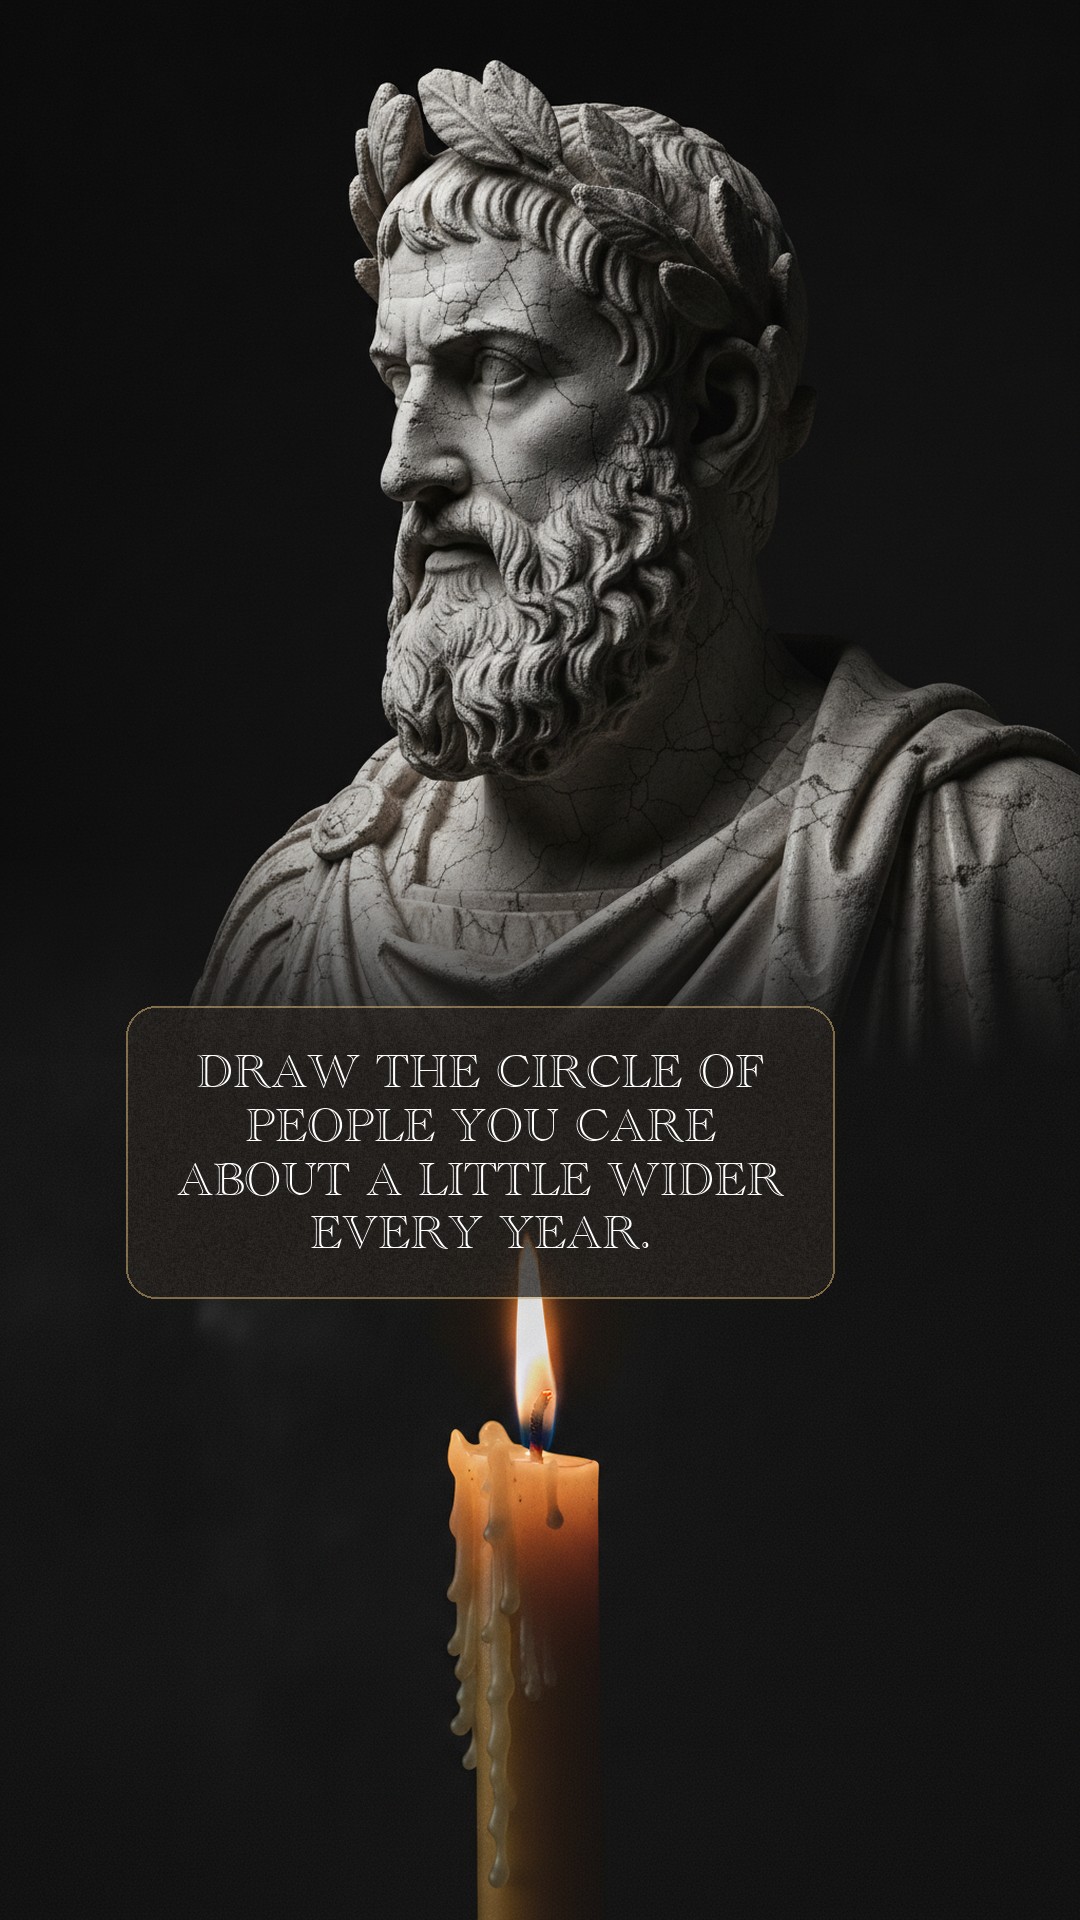 DRAW THE CIRCLE OF
PEOPLE YOU CARE
ABOUT A LITTLE WIDER
EVERY YEAR.